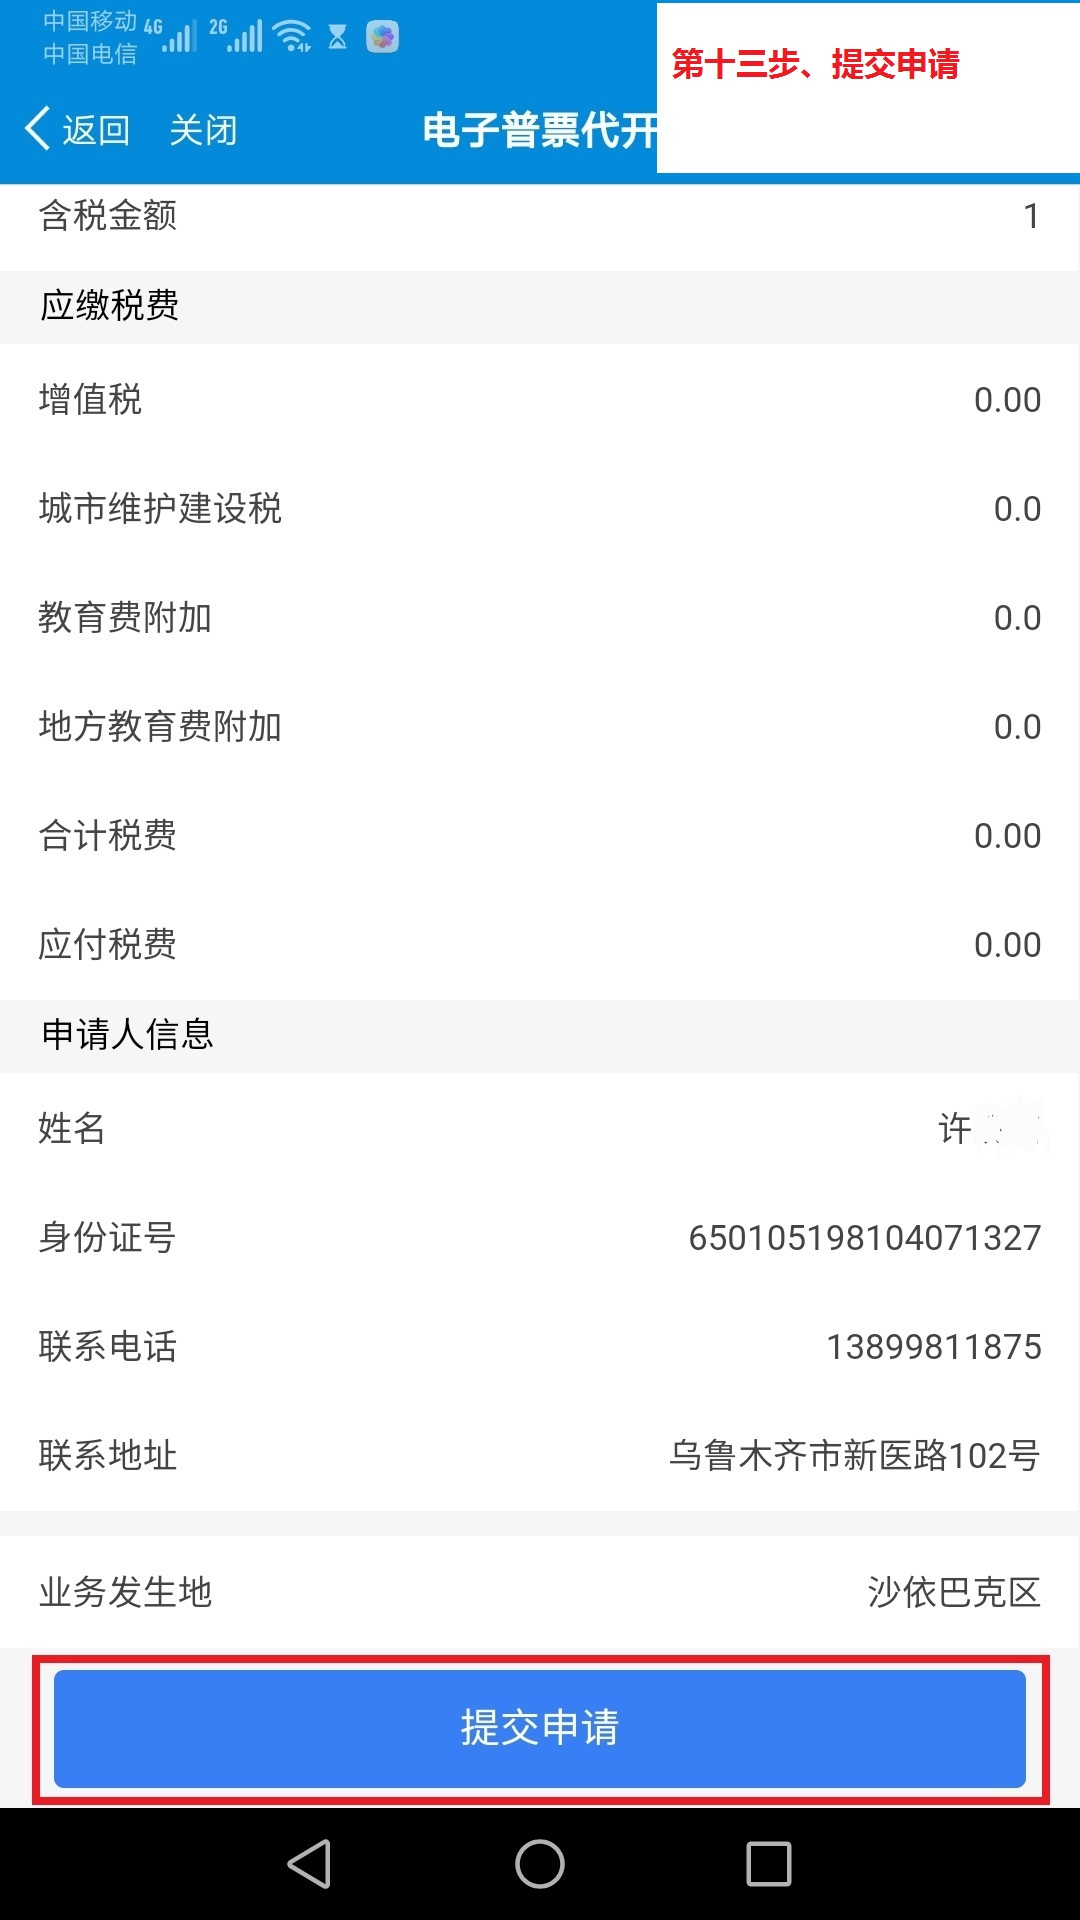 中国移动 4G 2G
中国电信
第十三步、提交申请
返回 关闭 电子普票代开
含税金额 1
应缴税费
增值税 0.00
城市维护建设税 0.0
教育费附加 0.0
地方教育费附加 0.0
合计税费 0.00
应付税费 0.00
申请人信息
姓名 许
身份证号 650105198104071327
联系电话 13899811875
联系地址 乌鲁木齐市新医路102号
业务发生地 沙依巴克区
提交申请